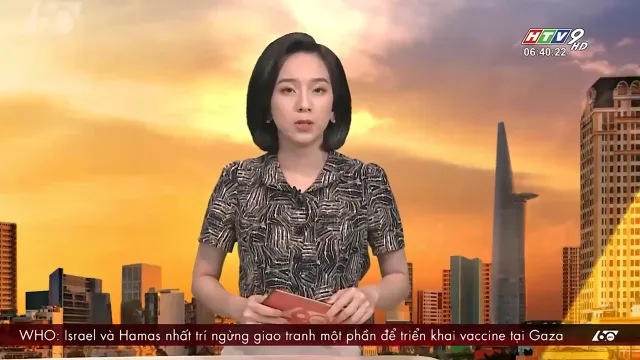 HTV9
HD
06:40:22
WHO: Israel và Hamas nhất trí ngừng giao tranh một phần để triển khai vaccine tại Gaza
60